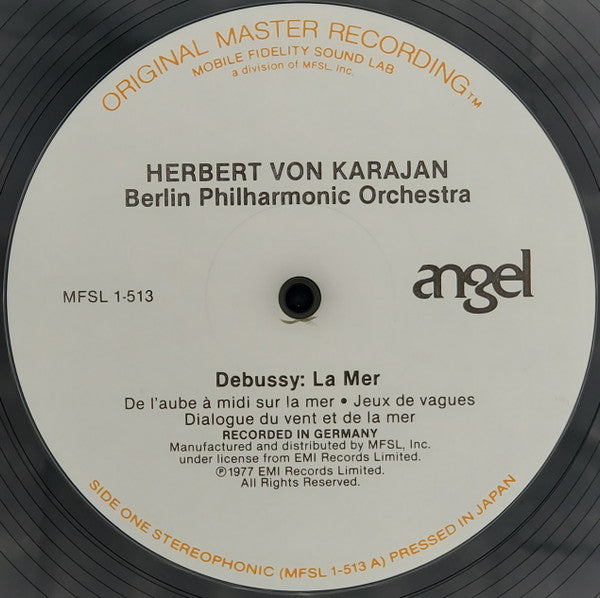 ORIGINAL MASTER RECORDING™
MOBILE FIDELITY SOUND LAB
a division of MFSL, Inc.
HERBERT VON KARAJAN
Berlin Philharmonic Orchestra
angel
MFSL 1-513
Debussy: La Mer
De l'aube à midi sur la mer • Jeux de vagues
Dialogue du vent et de la mer
RECORDED IN GERMANY
Manufactured and distributed by MFSL, Inc.
under license from EMI Records Limited.
℗1977 EMI Records Limited.
All Rights Reserved.
SIDE ONE STEREOPHONIC (MFSL 1-513 A) PRESSED IN JAPAN